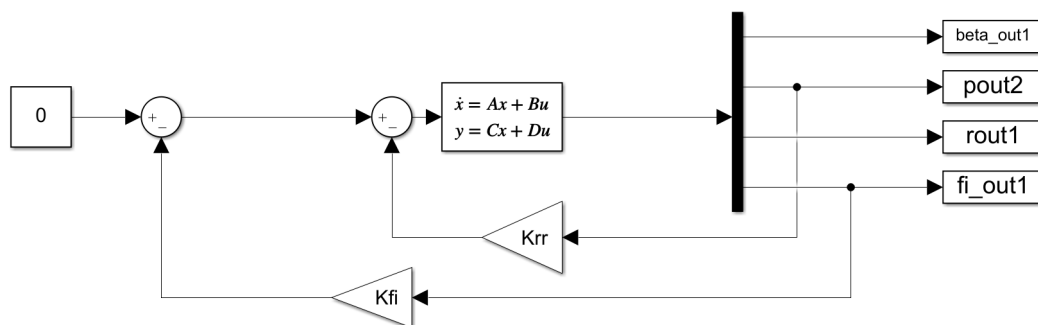 beta_out1
0
+
_
+
_
ẋ = Ax + Bu
y = Cx + Du
pout2
rout1
fi_out1
Krr
Kfi